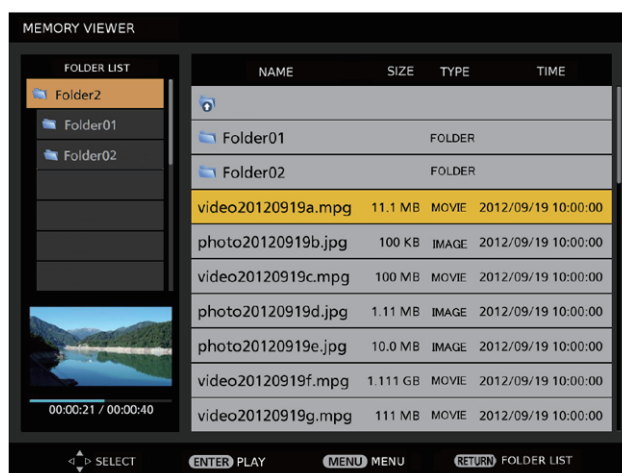 MEMORY VIEWER
FOLDER LIST
Folder2
Folder01
Folder02
00:00:21 / 00:00:40
NAME SIZE TYPE TIME
Folder01 FOLDER
Folder02 FOLDER
video20120919a.mpg 11.1 MB MOVIE 2012/09/19 10:00:00
photo20120919b.jpg 100 KB IMAGE 2012/09/19 10:00:00
video20120919c.mpg 100 MB MOVIE 2012/09/19 10:00:00
photo20120919d.jpg 1.11 MB IMAGE 2012/09/19 10:00:00
photo20120919e.jpg 10.0 MB IMAGE 2012/09/19 10:00:00
video20120919f.mpg 1.111 GB MOVIE 2012/09/19 10:00:00
video20120919g.mpg 111 MB MOVIE 2012/09/19 10:00:00
SELECT ENTER PLAY MENU MENU RETURN FOLDER LIST